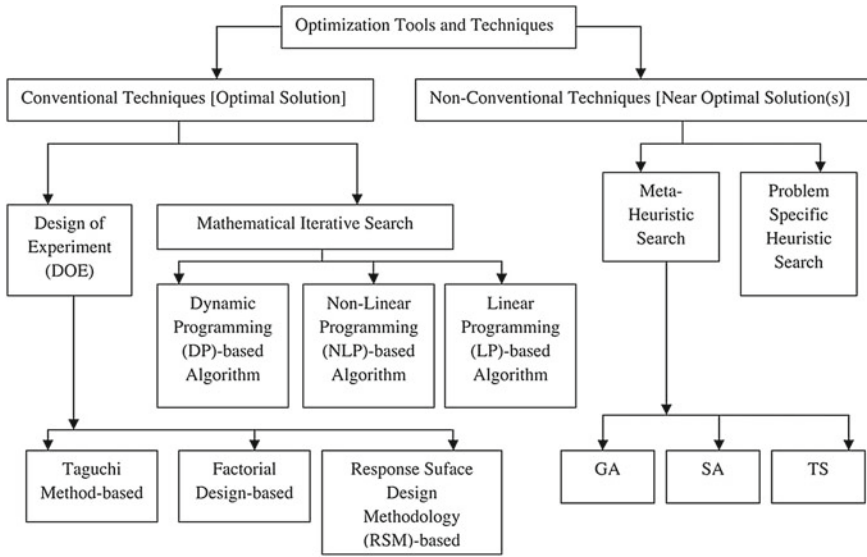 Optimization Tools and Techniques
Conventional Techniques [Optimal Solution]
Non-Conventional Techniques [Near Optimal Solution(s)]
Design of
Experiment
(DOE)
Mathematical Iterative Search
Meta-
Heuristic
Search
Problem
Specific
Heuristic
Search
Dynamic
Programming
(DP)-based
Algorithm
Non-Linear
Programming
(NLP)-based
Algorithm
Linear
Programming
(LP)-based
Algorithm
Taguchi
Method-based
Factorial
Design-based
Response Suface
Design
Methodology
(RSM)-based
GA
SA
TS